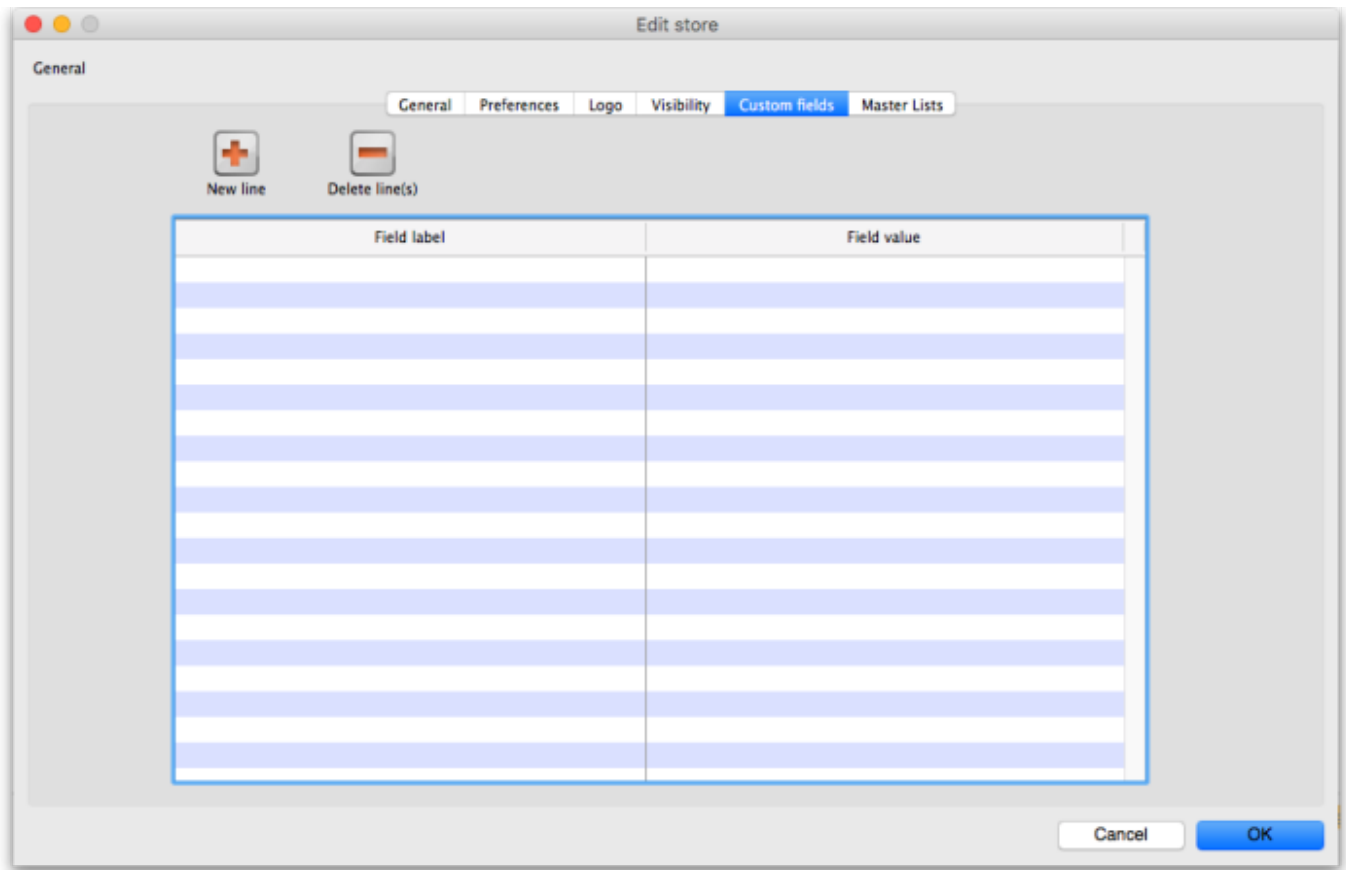 Edit store
General
General Preferences Logo Visibility Custom fields Master Lists
New line Delete line(s)
Field label Field value
Cancel OK